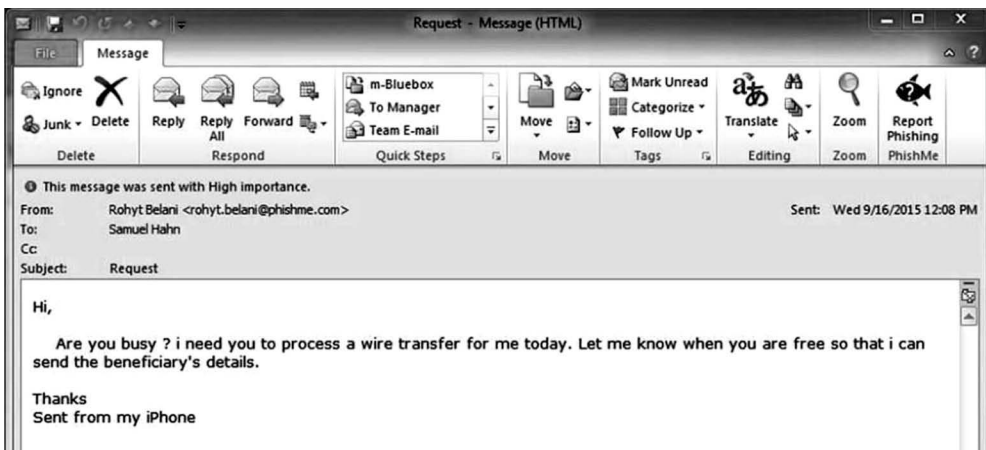 Request - Message (HTML)
File Message
Ignore
Junk
Delete
Reply
Reply All
Forward
m-Bluebox
To Manager
Team E-mail
Move
Mark Unread
Categorize
Follow Up
Translate
Zoom
Report Phishing
Delete Respond Quick Steps Move Tags Editing Zoom PhishMe
This message was sent with High importance.
From: Rohyt Belani <rohyt.belani@phishme.com> Sent: Wed 9/16/2015 12:08 PM
To: Samuel Hahn
Cc:
Subject: Request
Hi,
Are you busy ? i need you to process a wire transfer for me today. Let me know when you are free so that i can
send the beneficiary's details.
Thanks
Sent from my iPhone